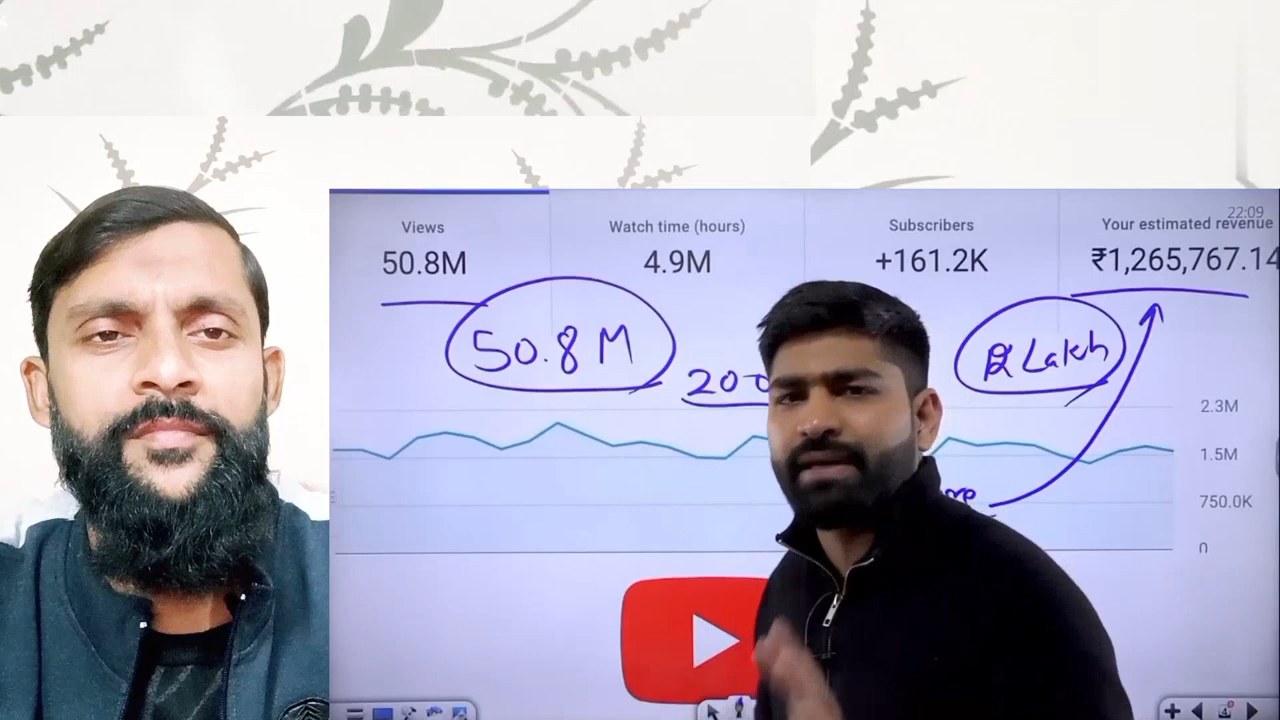 22:09
Views Watch time (hours) Subscribers Your estimated revenue
50.8M 4.9M +161.2K ₹1,265,767.14
50.8 M
Lakh
200
2.3M
1.5M
750.0K
0